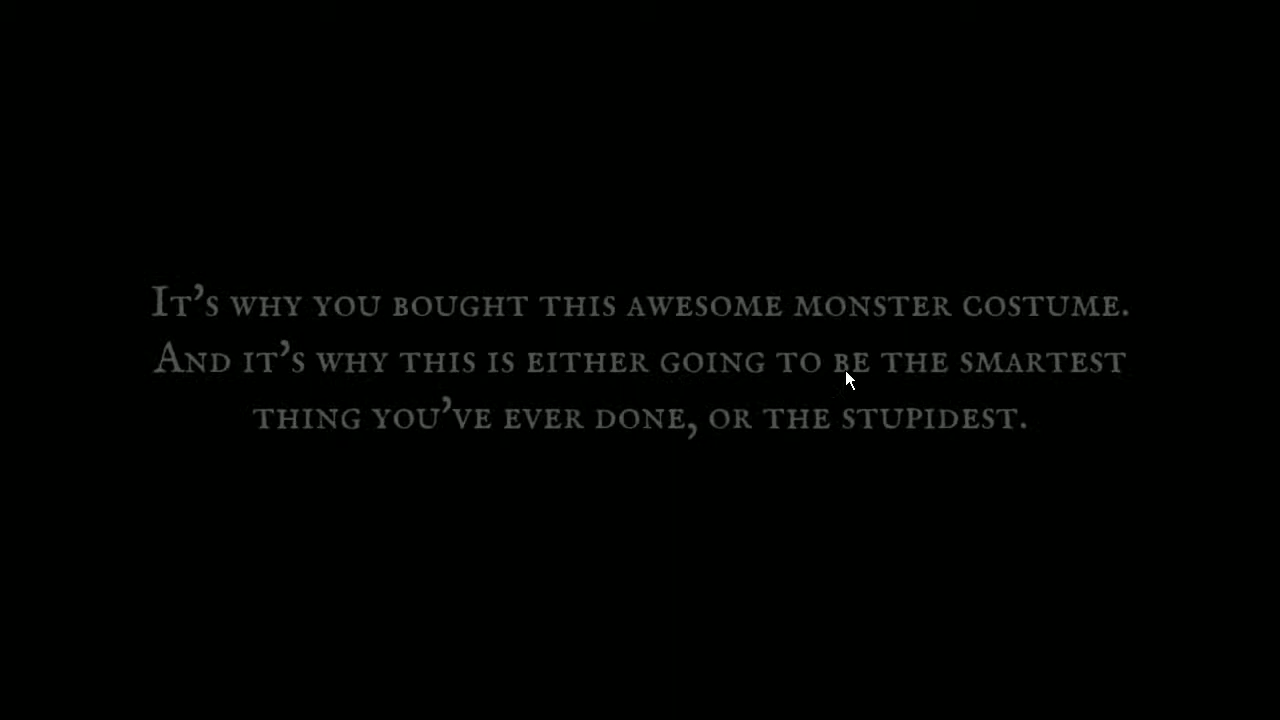 It's why you bought this awesome monster costume.
And it's why this is either going to be the smartest
thing you've ever done, or the stupidest.